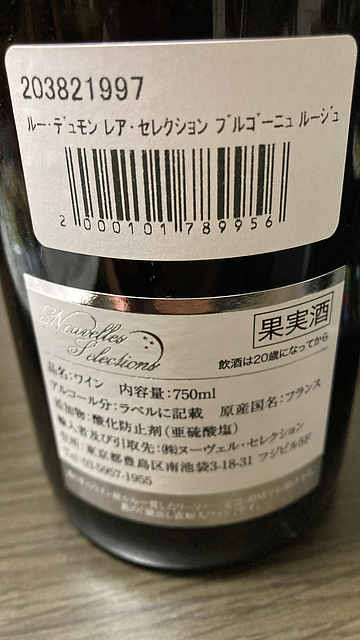 203821997
ルー・デュモン レア・セレクション ブルゴーニュ ルージュ
2 000101 789956
Nouvelles Selections
果実酒
飲酒は20歳になってから
品名:ワイン 内容量:750ml
アルコール分:ラベルに記載 原産国名:フランス
添加物:酸化防止剤(亜硫酸塩)
輸入者及び引取先:㈱ヌーヴェル・セレクション
住所:東京都豊島区南池袋3-18-31 フジビル5F
Tel:03-5957-1955